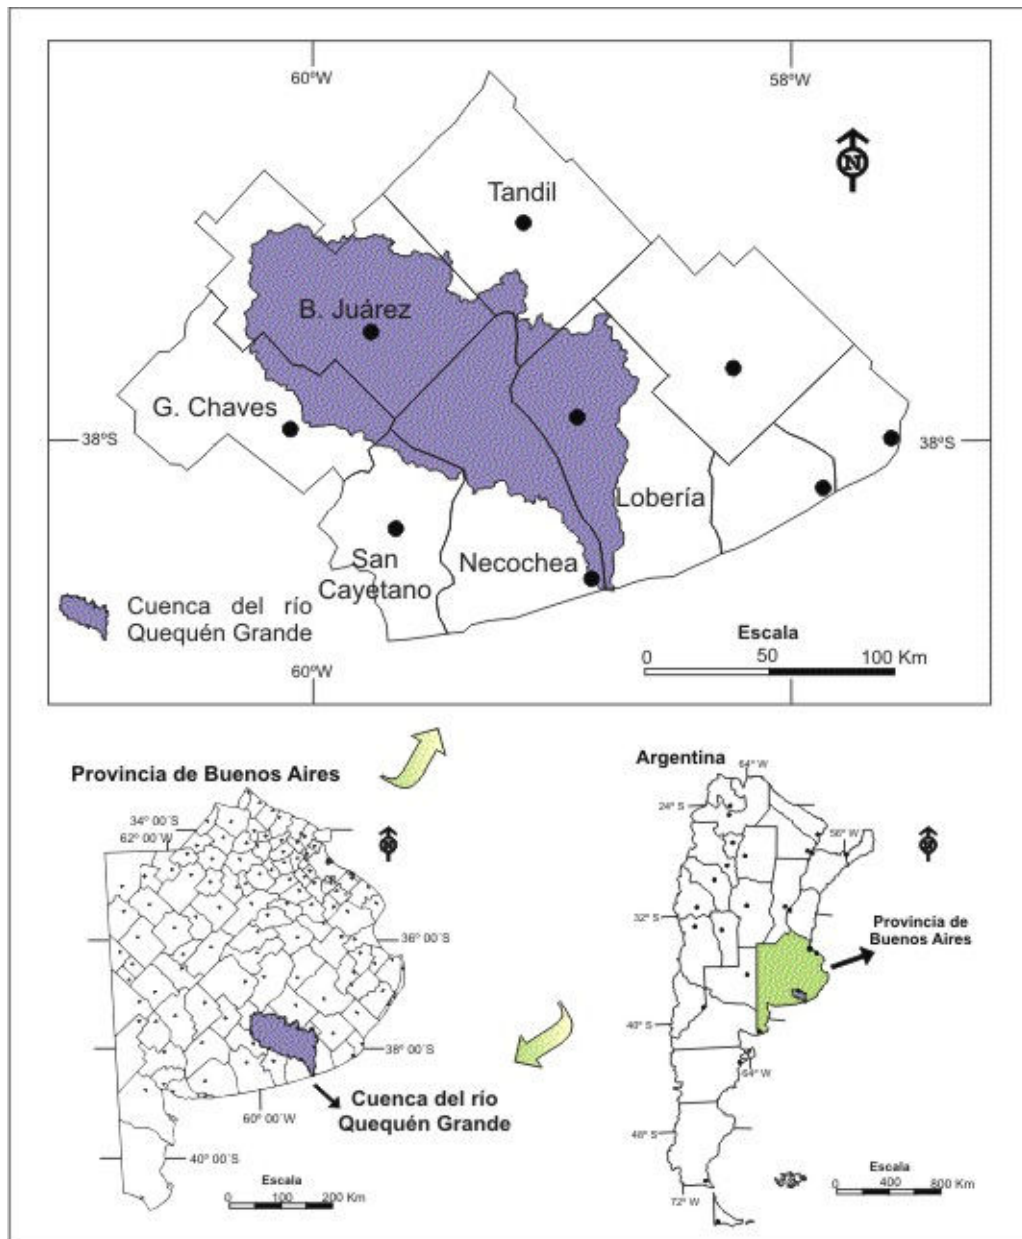 60ºW
58ºW
N
Tandil
B. Juárez
G. Chaves
38ºS
38ºS
Lobería
San
Cayetano
Necochea
Cuenca del río
Quequén Grande
Escala
0 50 100 Km
60ºW
Provincia de Buenos Aires
34º 00´S
62º 00´W
36º 00´S
38º 00´S
60º 00´W
Cuenca del río
Quequén Grande
40º 00´S
Escala
0 100 200 Km
Argentina
64º W
24º S
56º W
32º S
Provincia de
Buenos Aires
40º S
64º W
48º S
72º W
Escala
0 400 800 Km